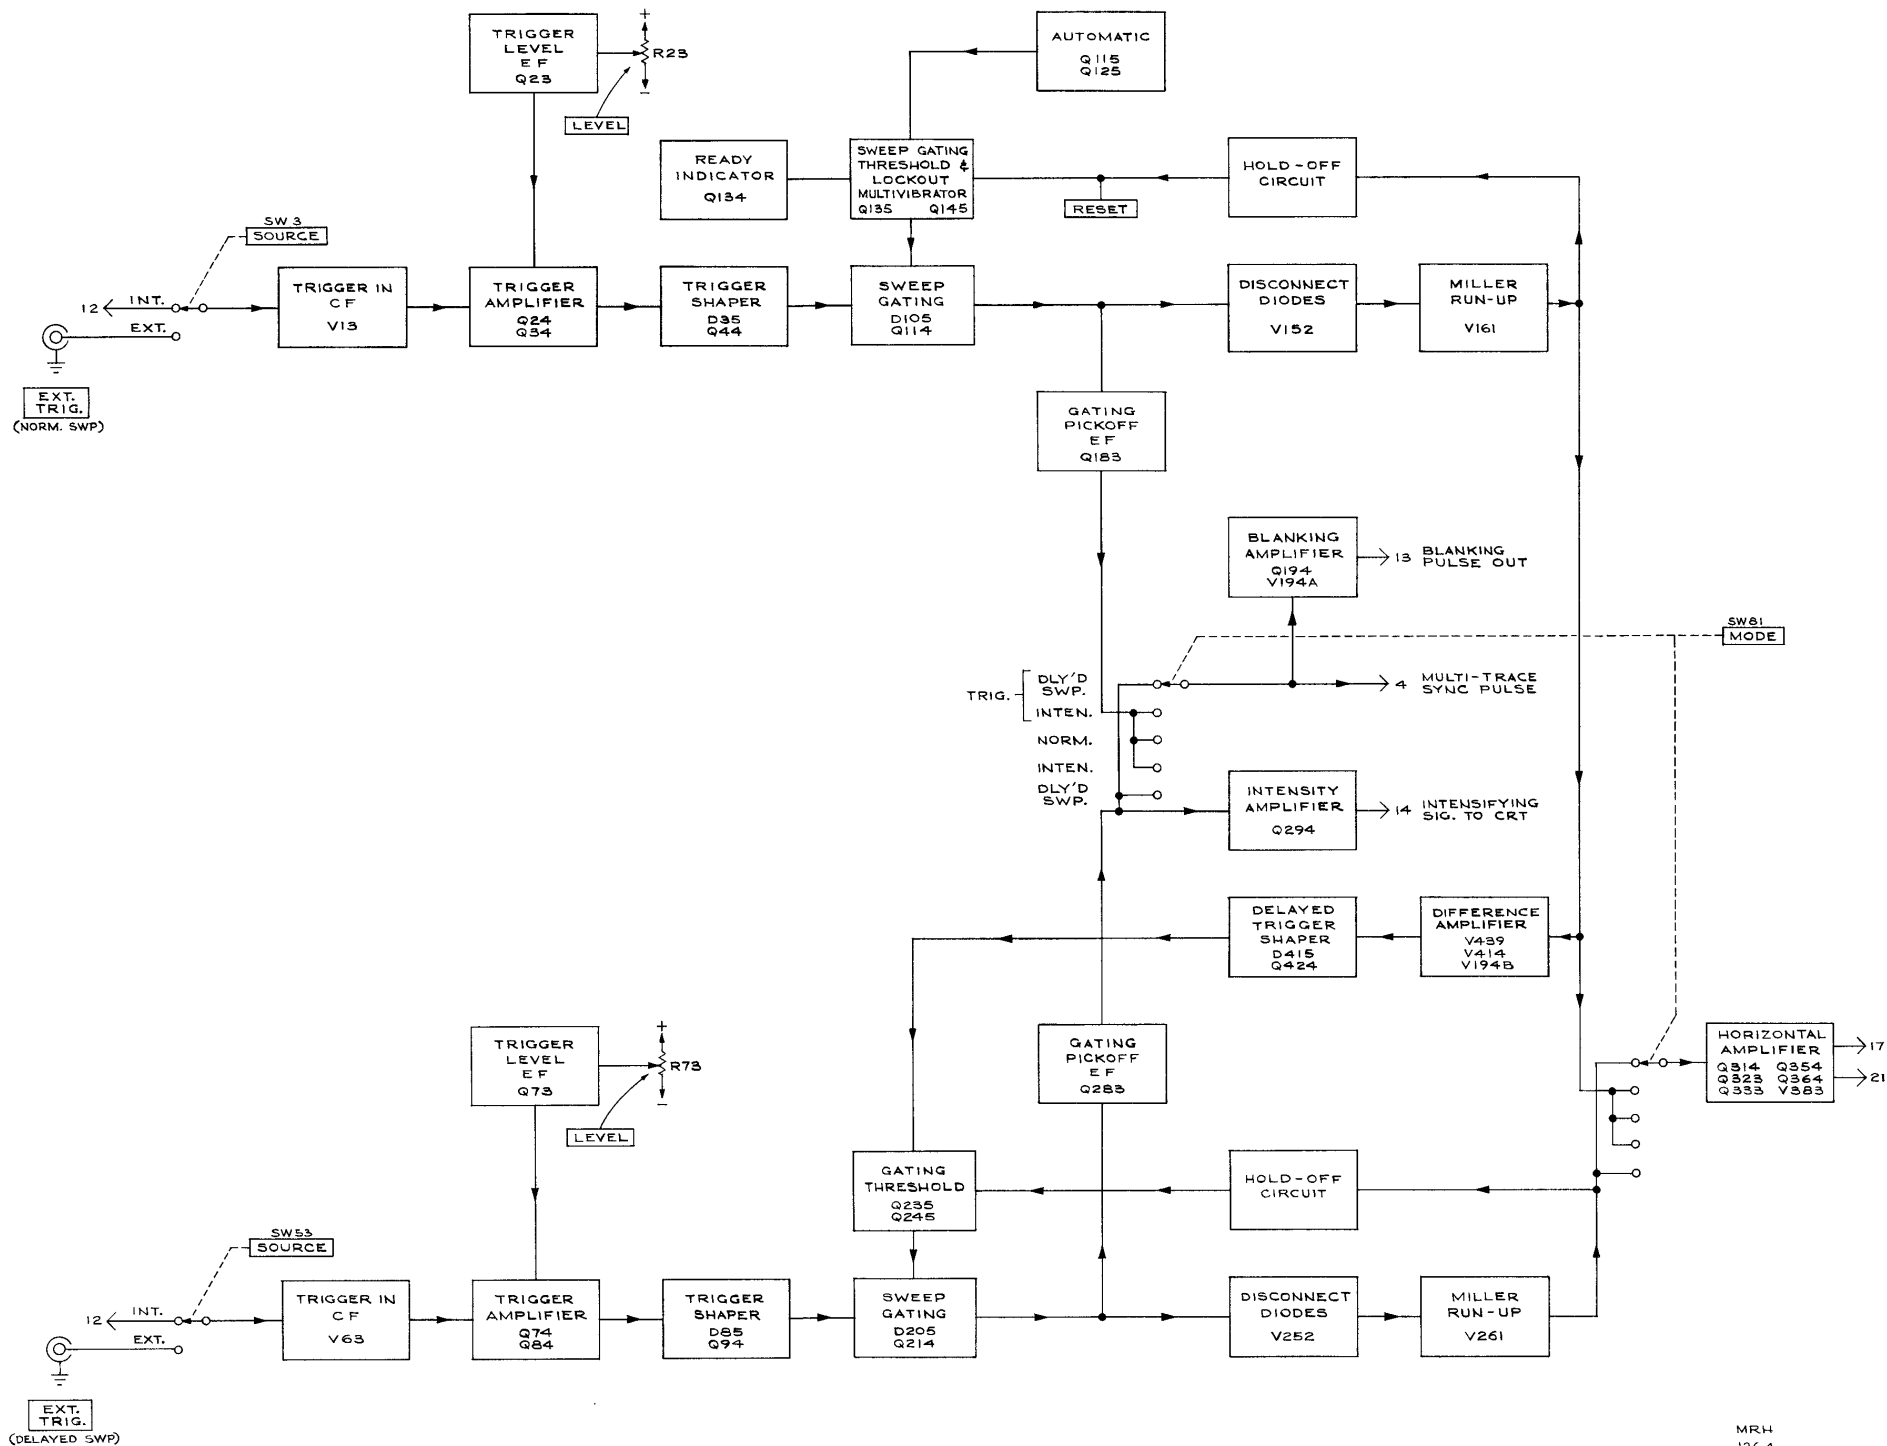 TRIGGER
LEVEL
EF
Q23
+
R23
–
LEVEL
AUTOMATIC
Q115
Q125
READY
INDICATOR
Q134
SWEEP GATING
THRESHOLD &
LOCKOUT
MULTIVIBRATOR
Q135 Q145
RESET
HOLD-OFF
CIRCUIT
SW3
SOURCE
12
INT.
EXT.
EXT.
TRIG.
(NORM. SWP)
TRIGGER IN
CF
V13
TRIGGER
AMPLIFIER
Q24
Q34
TRIGGER
SHAPER
D35
Q44
SWEEP
GATING
D105
Q114
DISCONNECT
DIODES
V152
MILLER
RUN-UP
V161
GATING
PICKOFF
EF
Q183
BLANKING
AMPLIFIER
Q194
V194A
13 BLANKING
PULSE OUT
SW81
MODE
TRIG.
DLY'D
SWP.
INTEN.
NORM.
INTEN.
DLY'D
SWP.
4 MULTI-TRACE
SYNC PULSE
INTENSITY
AMPLIFIER
Q294
14 INTENSIFYING
SIG. TO CRT
DELAYED
TRIGGER
SHAPER
D415
Q424
DIFFERENCE
AMPLIFIER
V439
V414
V194B
TRIGGER
LEVEL
EF
Q73
+
R73
–
LEVEL
GATING
PICKOFF
EF
Q283
HORIZONTAL
AMPLIFIER
Q314 Q354
Q323 Q364
Q333 V383
17
21
GATING
THRESHOLD
Q235
Q245
HOLD-OFF
CIRCUIT
SW53
SOURCE
12
INT.
EXT.
EXT.
TRIG.
(DELAYED SWP)
TRIGGER IN
CF
V63
TRIGGER
AMPLIFIER
Q74
Q84
TRIGGER
SHAPER
D85
Q94
SWEEP
GATING
D205
Q214
DISCONNECT
DIODES
V252
MILLER
RUN-UP
V261
MRH